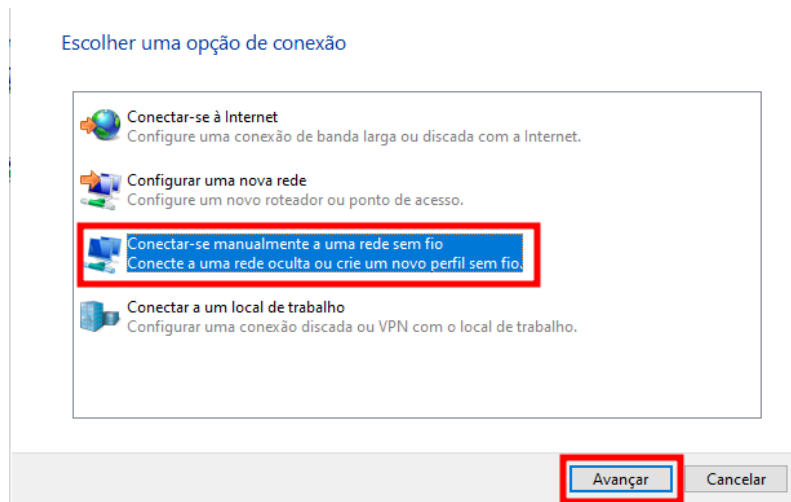 Escolher uma opção de conexão
Conectar-se à Internet
Configure uma conexão de banda larga ou discada com a Internet.
Configurar uma nova rede
Configure um novo roteador ou ponto de acesso.
Conectar-se manualmente a uma rede sem fio
Conecte a uma rede oculta ou crie um novo perfil sem fio.
Conectar a um local de trabalho
Configurar uma conexão discada ou VPN com o local de trabalho.
Avançar
Cancelar